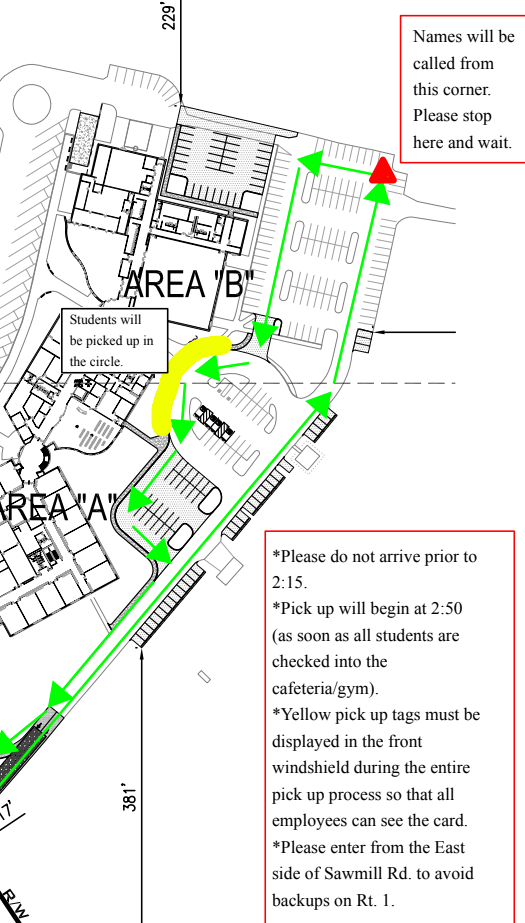 229'
Names will be
called from
this corner.
Please stop
here and wait.
AREA "B"
Students will
be picked up in
the circle.
AREA "A"
*Please do not arrive prior to
2:15.
*Pick up will begin at 2:50
(as soon as all students are
checked into the
cafeteria/gym).
*Yellow pick up tags must be
displayed in the front
windshield during the entire
pick up process so that all
employees can see the card.
*Please enter from the East
side of Sawmill Rd. to avoid
backups on Rt. 1.
381'
17'
R/W